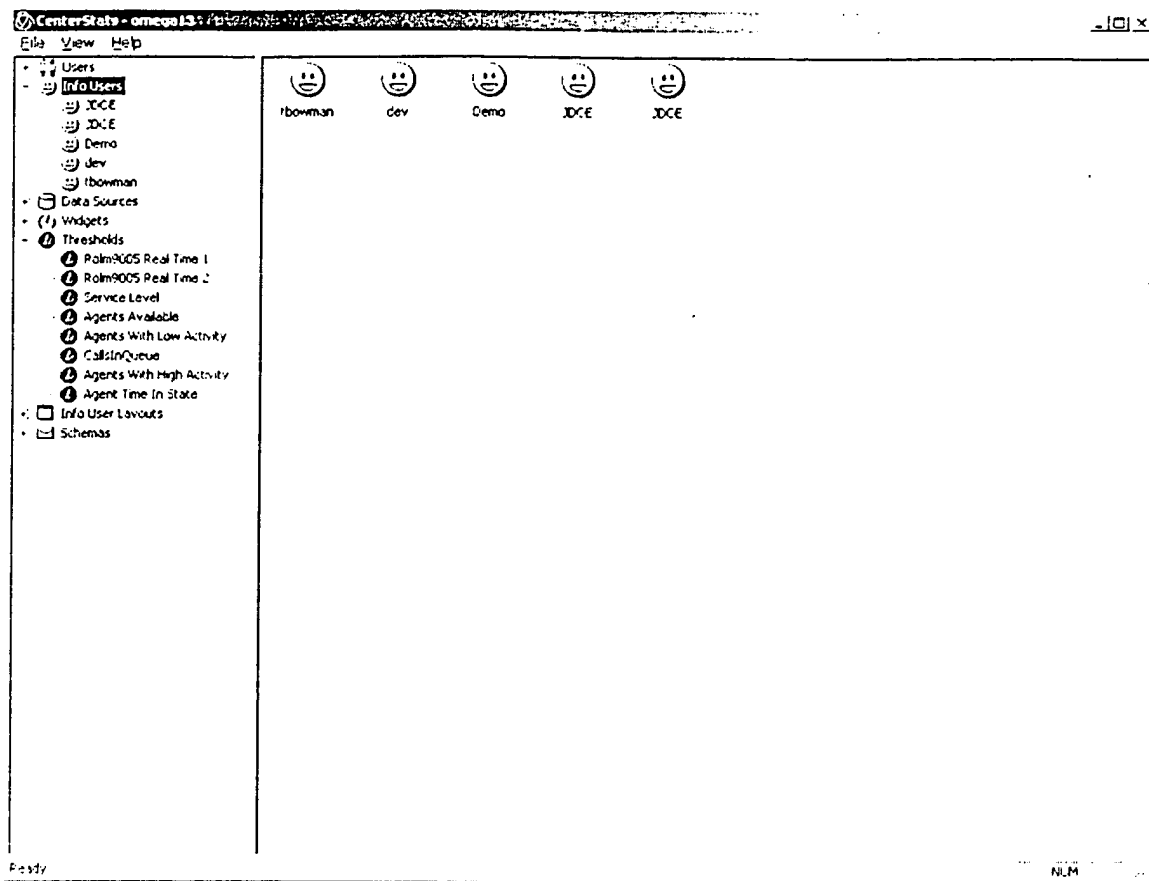 CenterStats - omega13
File View Help
Users
Info Users
JDCE
JDCE
Demo
dev
tbowman
Data Sources
Widgets
Thresholds
Rolm9005 Real Time 1
Rolm9005 Real Time 2
Service Level
Agents Available
Agents With Low Activity
CallsInQueue
Agents With High Activity
Agent Time In State
Info User Layouts
Schemas
tbowman dev Demo JDCE JDCE
Ready
NUM